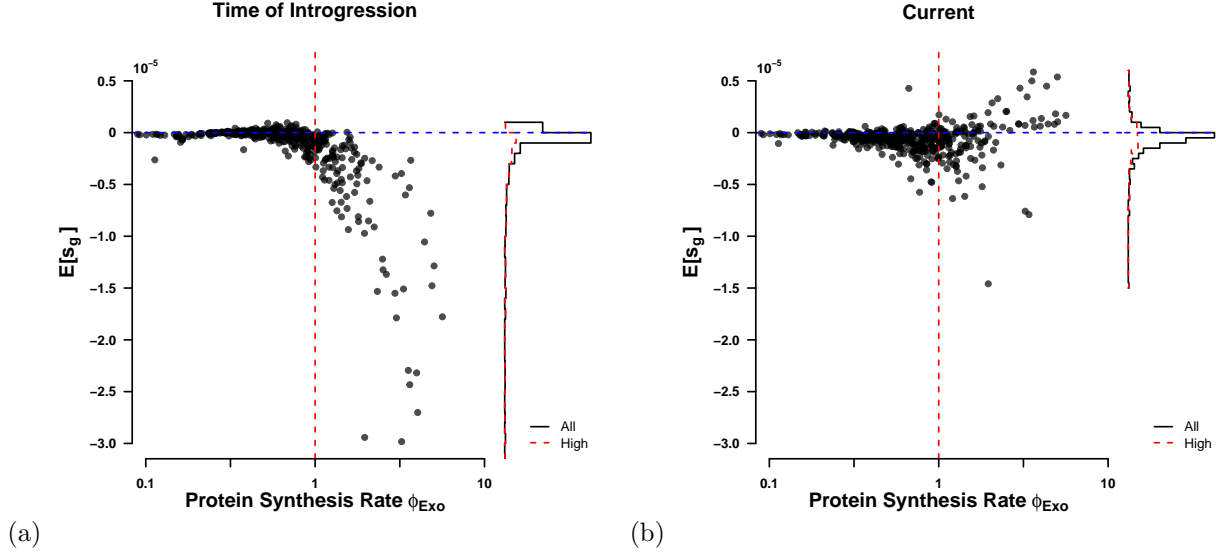 Time of Introgression
10⁻⁵
0.5
0
−0.5
−1.0
−1.5
−2.0
−2.5
−3.0
E[s_g]
0.1
1
10
Protein Synthesis Rate ϕ_Exo
All
High
(a)
Current
10⁻⁵
0.5
0
−0.5
−1.0
−1.5
−2.0
−2.5
−3.0
E[s_g]
0.1
1
10
Protein Synthesis Rate ϕ_Exo
All
High
(b)